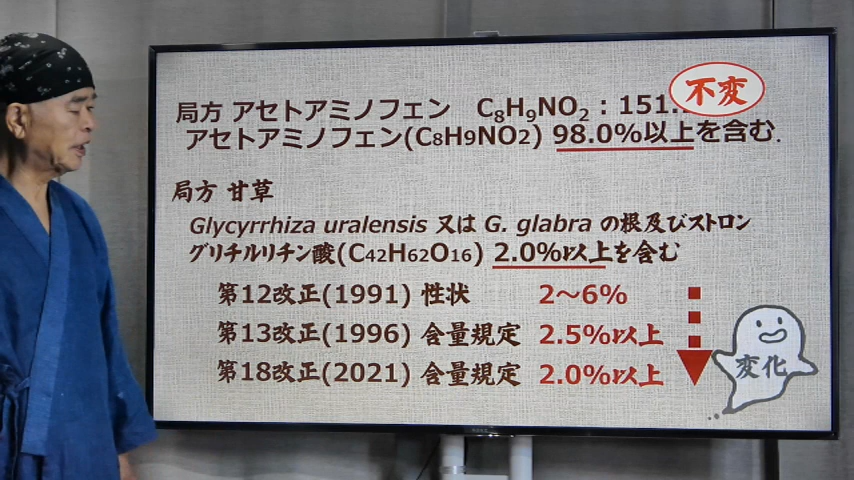 局方 アセトアミノフェン C8H9NO2：151.
不変
アセトアミノフェン(C8H9NO2) 98.0%以上を含む.
局方 甘草
Glycyrrhiza uralensis 又は G. glabra の根及びストロン
グリチルリチン酸(C42H62O16) 2.0%以上を含む
第12改正(1991) 性状 2～6%
第13改正(1996) 含量規定 2.5%以上
第18改正(2021) 含量規定 2.0%以上
変化